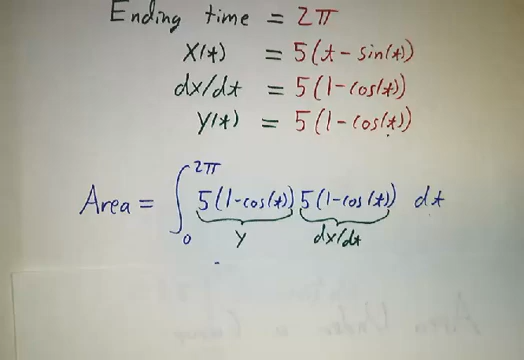 Ending time = 2π
X(t) = 5(t - sin(t))
dx/dt = 5(1-cos(t))
y(t) = 5(1-cos(t))
Area = ∫₀^2π 5(1-cos(t)) 5(1-cos(t)) dt
y dx/dt